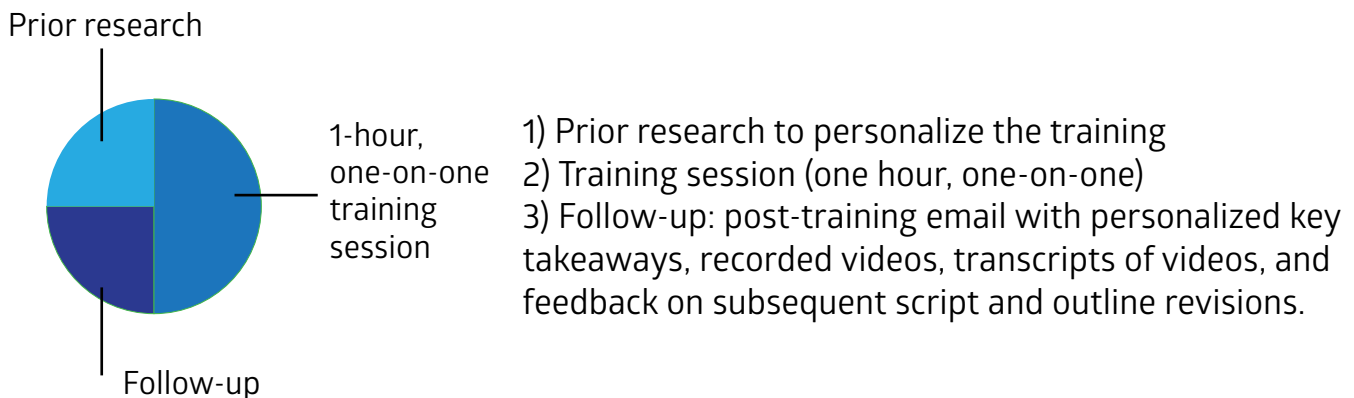 Prior research
1-hour,
one-on-one
training
session
Follow-up
1) Prior research to personalize the training
2) Training session (one hour, one-on-one)
3) Follow-up: post-training email with personalized key
takeaways, recorded videos, transcripts of videos, and
feedback on subsequent script and outline revisions.